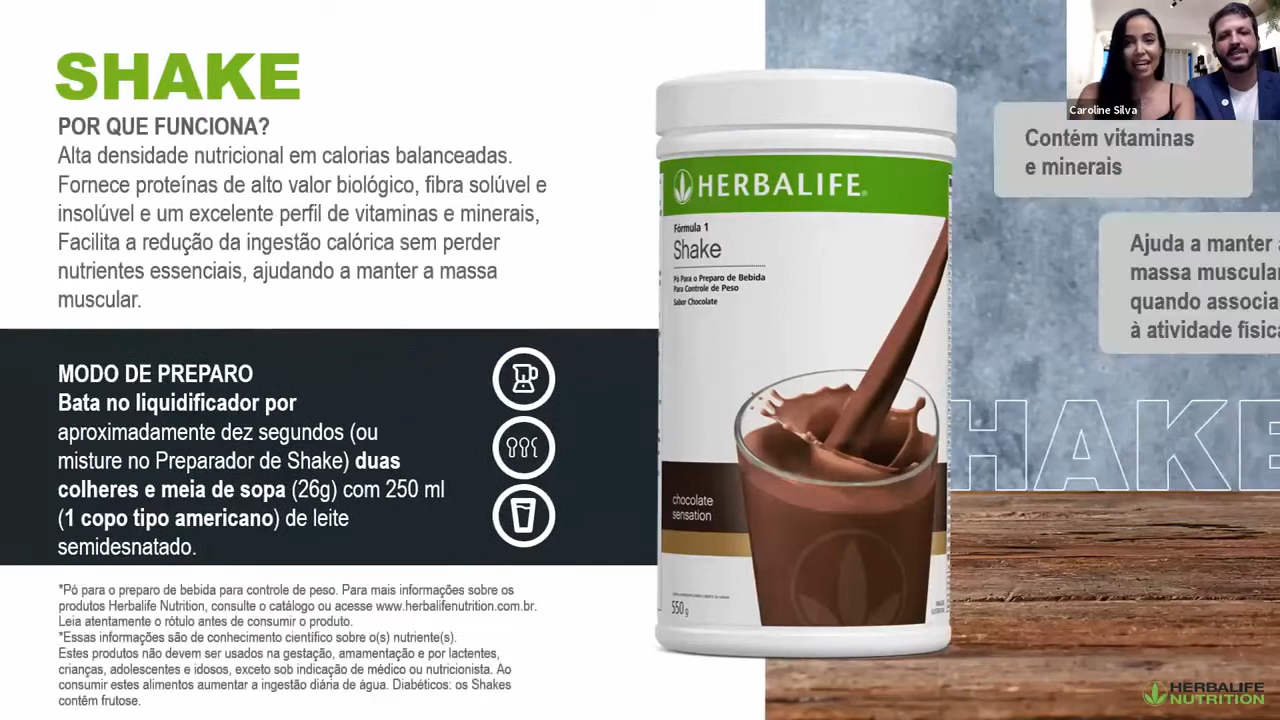 SHAKE
POR QUE FUNCIONA?
Alta densidade nutricional em calorias balanceadas.
Fornece proteínas de alto valor biológico, fibra solúvel e
insolúvel e um excelente perfil de vitaminas e minerais,
Facilita a redução da ingestão calórica sem perder
nutrientes essenciais, ajudando a manter a massa
muscular.
MODO DE PREPARO
Bata no liquidificador por
aproximadamente dez segundos (ou
misture no Preparador de Shake) duas
colheres e meia de sopa (26g) com 250 ml
(1 copo tipo americano) de leite
semidesnatado.
*Pó para o preparo de bebida para controle de peso. Para mais informações sobre os
produtos Herbalife Nutrition, consulte o catálogo ou acesse www.herbalifenutrition.com.br.
Leia atentamente o rótulo antes de consumir o produto.
*Essas informações são de conhecimento científico sobre o(s) nutriente(s).
Estes produtos não devem ser usados na gestação, amamentação e por lactentes,
crianças, adolescentes e idosos, exceto sob indicação de médico ou nutricionista. Ao
consumir estes alimentos aumentar a ingestão diária de água. Diabéticos: os Shakes
contêm frutose.
HERBALIFE
Fórmula 1
Shake
Pó Para o Preparo de Bebida
Para Controle de Peso
Sabor Chocolate
chocolate
sensation
550 g
Caroline Silva
Contém vitaminas
e minerais
Ajuda a manter a
massa muscular
quando associa
à atividade físic
HAKE
HERBALIFE
NUTRITION